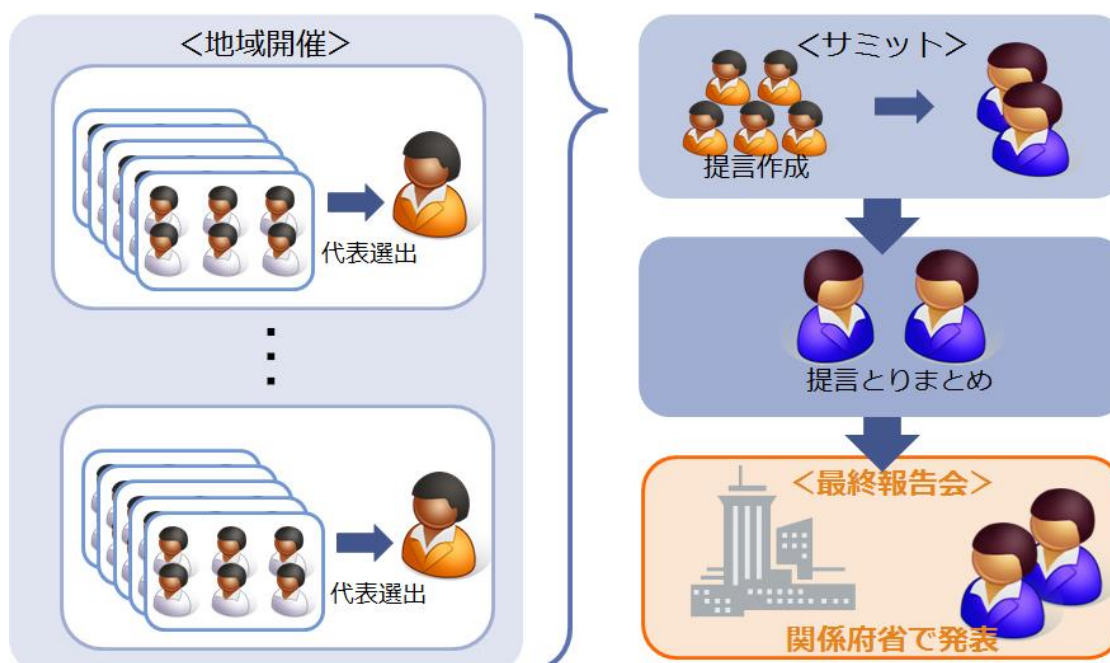 ＜地域開催＞
代表選出
代表選出
＜サミット＞
提言作成
提言とりまとめ
＜最終報告会＞
関係府省で発表